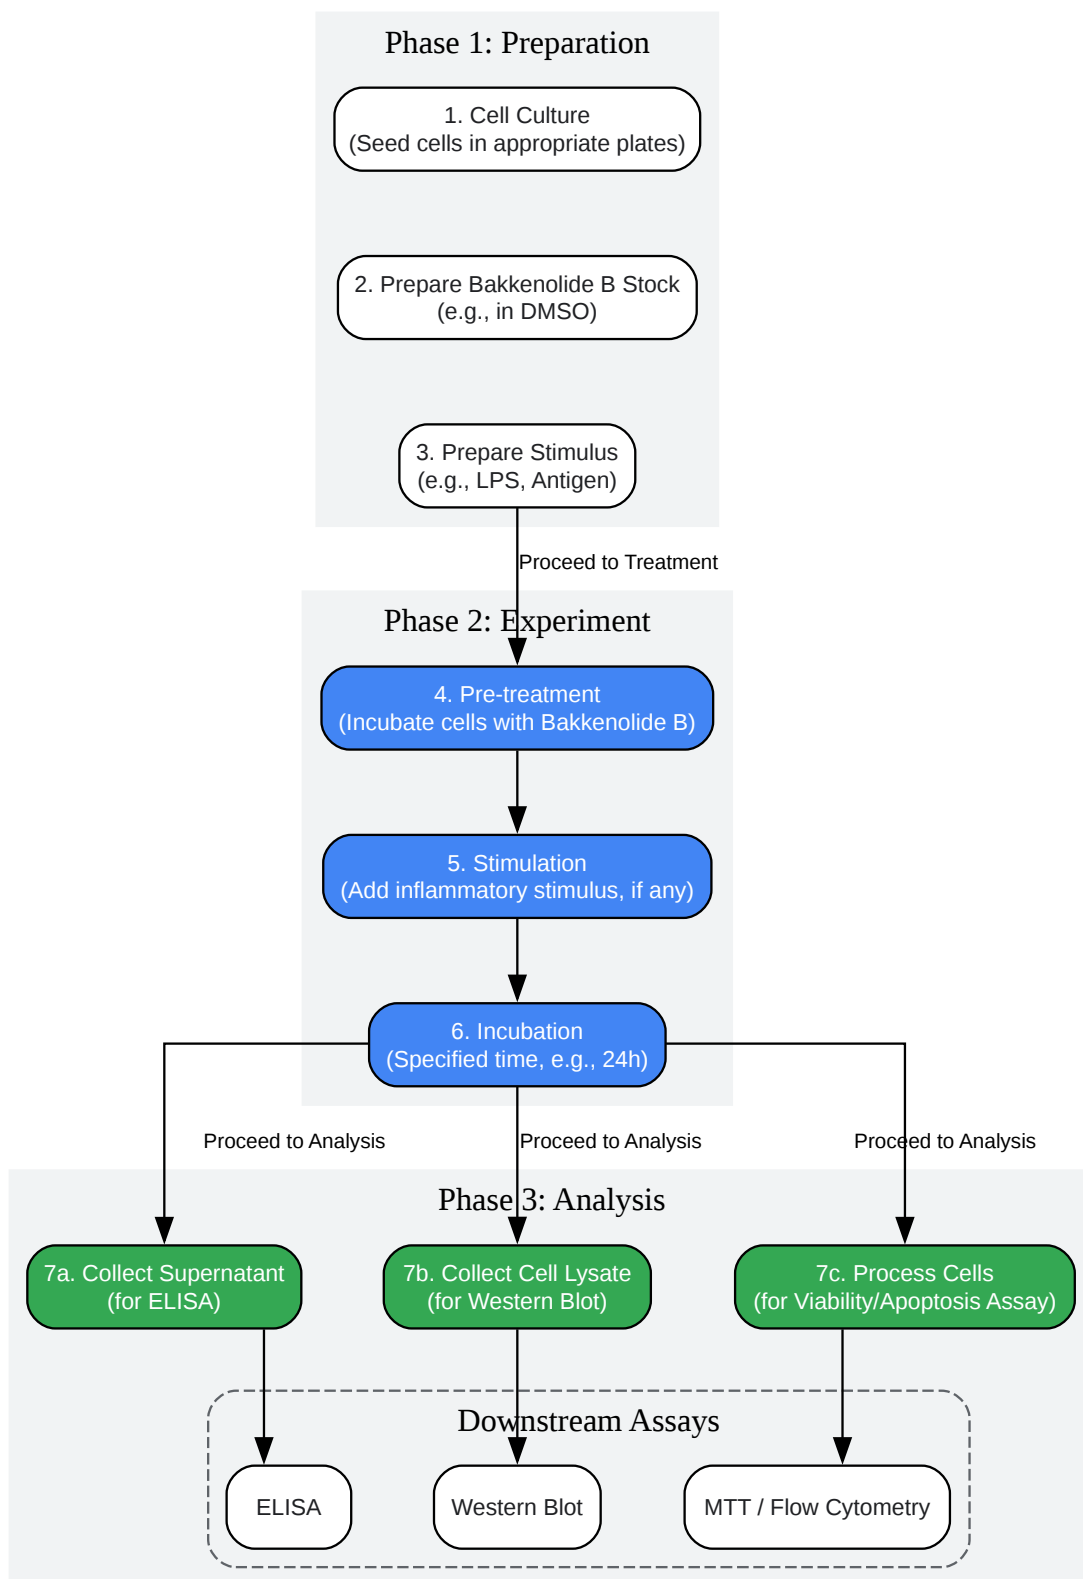 Phase 1: Preparation
1. Cell Culture
(Seed cells in appropriate plates)
2. Prepare Bakkenolide B Stock
(e.g., in DMSO)
3. Prepare Stimulus
(e.g., LPS, Antigen)
Proceed to Treatment
Phase 2: Experiment
4. Pre-treatment
(Incubate cells with Bakkenolide B)
5. Stimulation
(Add inflammatory stimulus, if any)
6. Incubation
(Specified time, e.g., 24h)
Proceed to Analysis
Proceed to Analysis
Proceed to Analysis
Phase 3: Analysis
7a. Collect Supernatant
(for ELISA)
7b. Collect Cell Lysate
(for Western Blot)
7c. Process Cells
(for Viability/Apoptosis Assay)
Downstream Assays
ELISA
Western Blot
MTT / Flow Cytometry